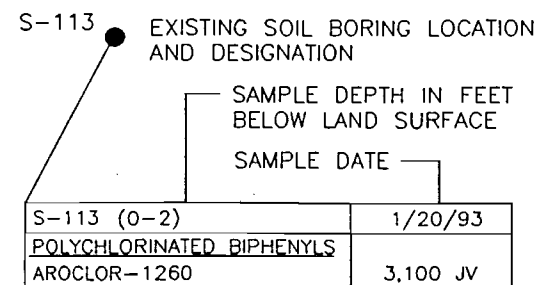 S-113 EXISTING SOIL BORING LOCATION
AND DESIGNATION
SAMPLE DEPTH IN FEET
BELOW LAND SURFACE
SAMPLE DATE
S-113 (0-2) 1/20/93
POLYCHLORINATED BIPHENYLS
AROCLOR-1260 3,100 JV